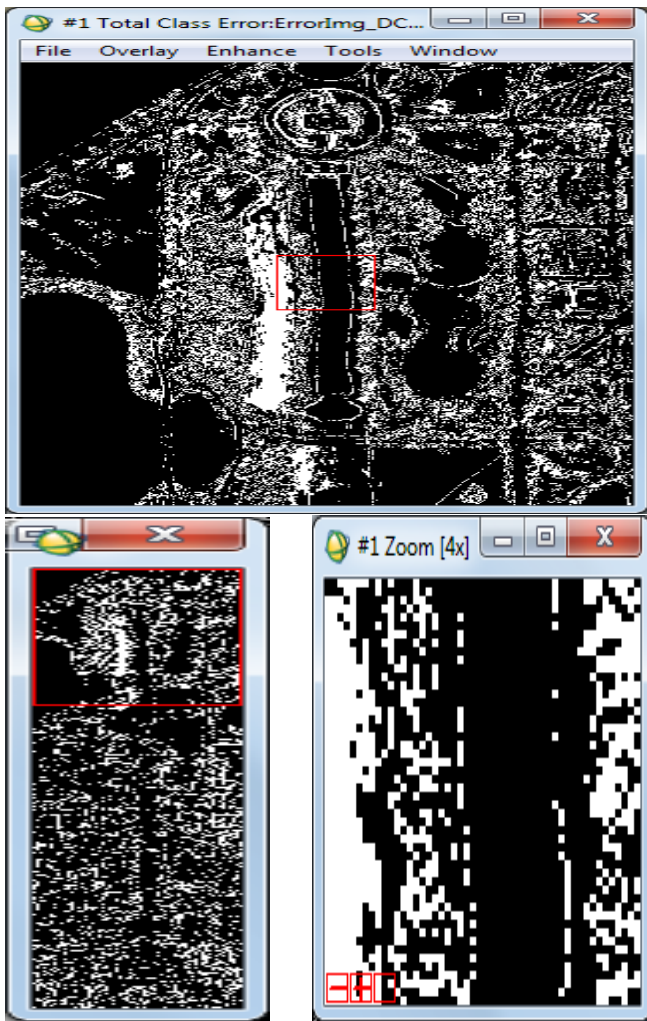 #1 Total Class Error:ErrorImg_DC...
File Overlay Enhance Tools Window
#1 Zoom [4x]